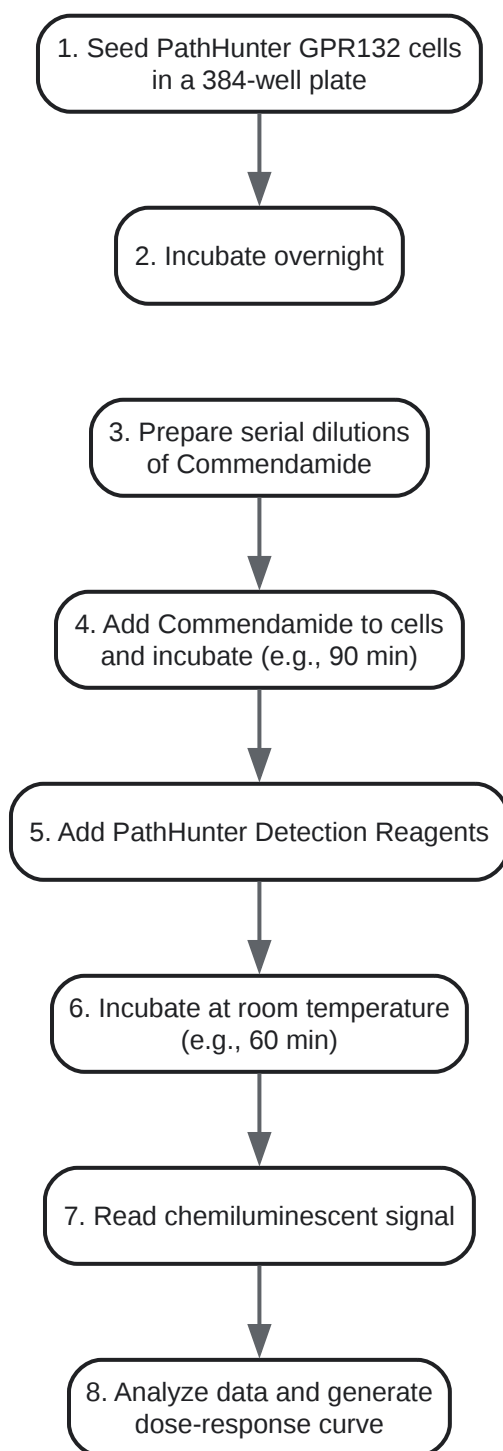 1. Seed PathHunter GPR132 cells
in a 384-well plate
2. Incubate overnight
3. Prepare serial dilutions
of Commendamide
4. Add Commendamide to cells
and incubate (e.g., 90 min)
5. Add PathHunter Detection Reagents
6. Incubate at room temperature
(e.g., 60 min)
7. Read chemiluminescent signal
8. Analyze data and generate
dose-response curve